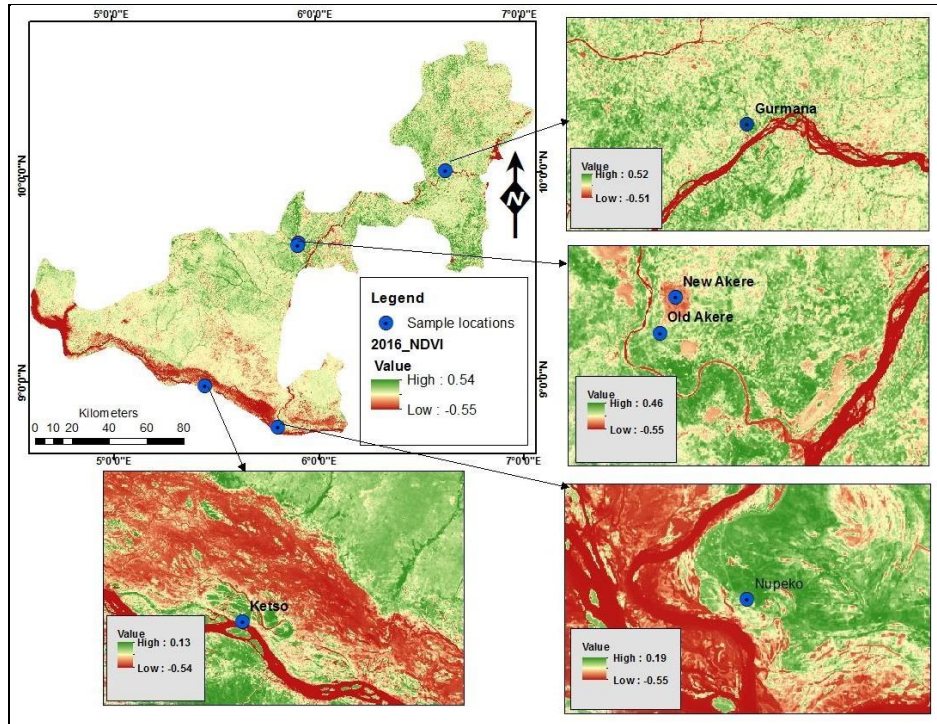 5°0'0"E 6°0'0"E 7°0'0"E
10°0'0"N
9°0'0"N
10°0'0"N
9°0'0"N
N
Legend
Sample locations
2016_NDVI
Value
High : 0.54
Low : -0.55
Kilometers
0 10 20 40 60 80
5°0'0"E 6°0'0"E 7°0'0"E
Gurmana
Value
High : 0.52
Low : -0.51
New Akere
Old Akere
Value
High : 0.46
Low : -0.55
Ketso
Value
High : 0.13
Low : -0.54
Nupeko
Value
High : 0.19
Low : -0.55